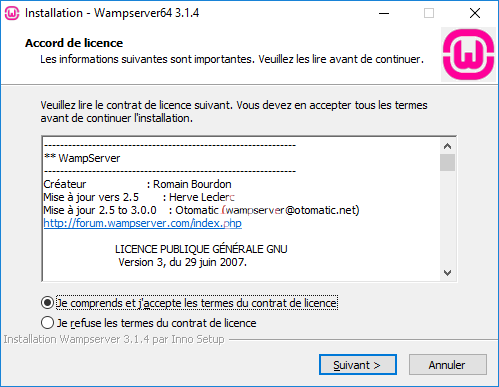 Installation - Wampserver64 3.1.4
Accord de licence
Les informations suivantes sont importantes. Veuillez les lire avant de continuer.
Veuillez lire le contrat de licence suivant. Vous devez en accepter tous les termes
avant de continuer l'installation.
------------------------------------------------------------
** WampServer
------------------------------------------------------------
Créateur : Romain Bourdon
Mise à jour vers 2.5 : Herve Leclerc
Mise à jour 2.5 to 3.0.0 : Otomatic (wampserver@otomatic.net)
http://forum.wampserver.com/index.php
LICENCE PUBLIQUE GÉNÉRALE GNU
Version 3, du 29 juin 2007.
Je comprends et j'accepte les termes du contrat de licence
Je refuse les termes du contrat de licence
Installation Wampserver 3.1.4 par Inno Setup
Suivant >
Annuler